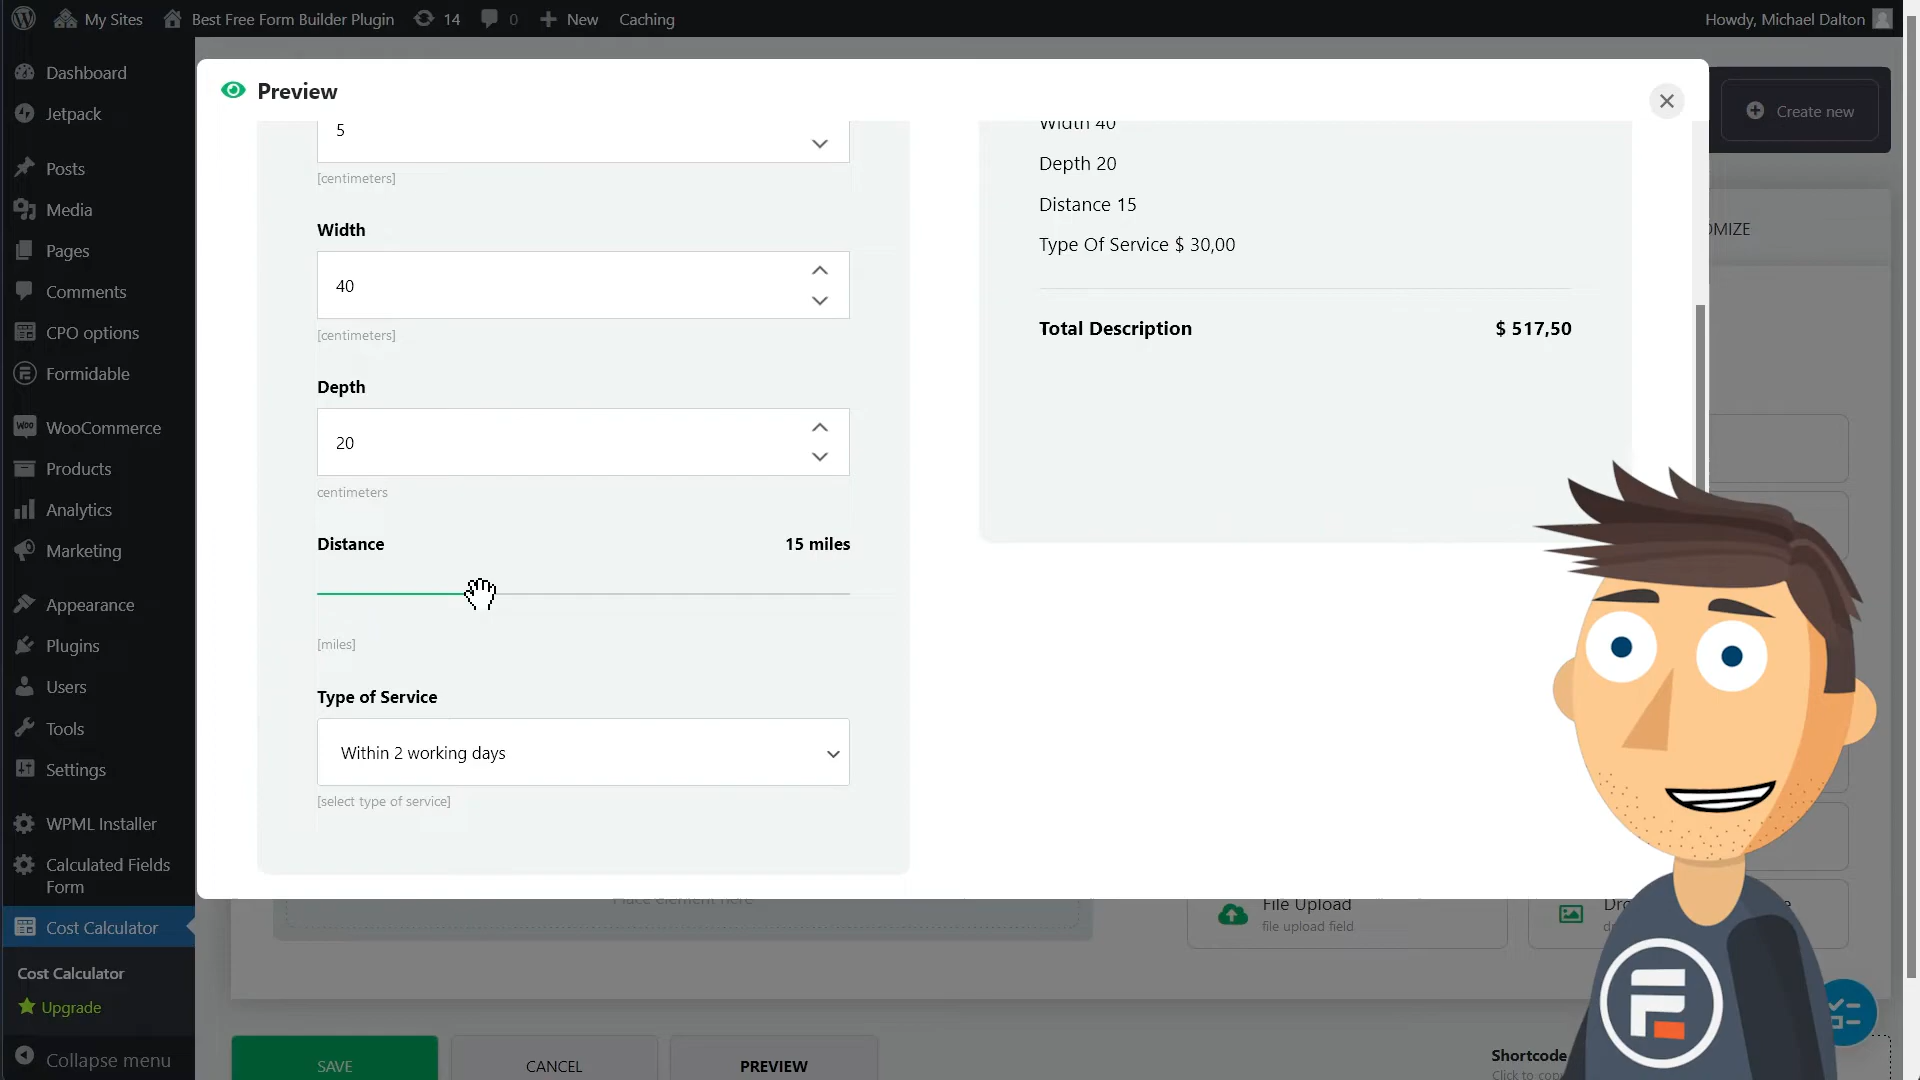 My Sites
Best Free Form Builder Plugin
14
0
New
Caching
Howdy, Michael Dalton
Dashboard
Jetpack
Posts
Media
Pages
Comments
CPO options
Formidable
WooCommerce
Products
Analytics
Marketing
Appearance
Plugins
Users
Tools
Settings
WPML Installer
Calculated Fields
Form
Cost Calculator
Cost Calculator
Upgrade
Collapse menu
Preview
Create new
5
[centimeters]
Width
40
[centimeters]
Depth
20
centimeters
Distance
15 miles
[miles]
Type of Service
Within 2 working days
[select type of service]
Width 40
Depth 20
Distance 15
Type Of Service $ 30,00
Total Description
$ 517,50
File Upload
file upload field
SAVE
CANCEL
PREVIEW
Shortcode